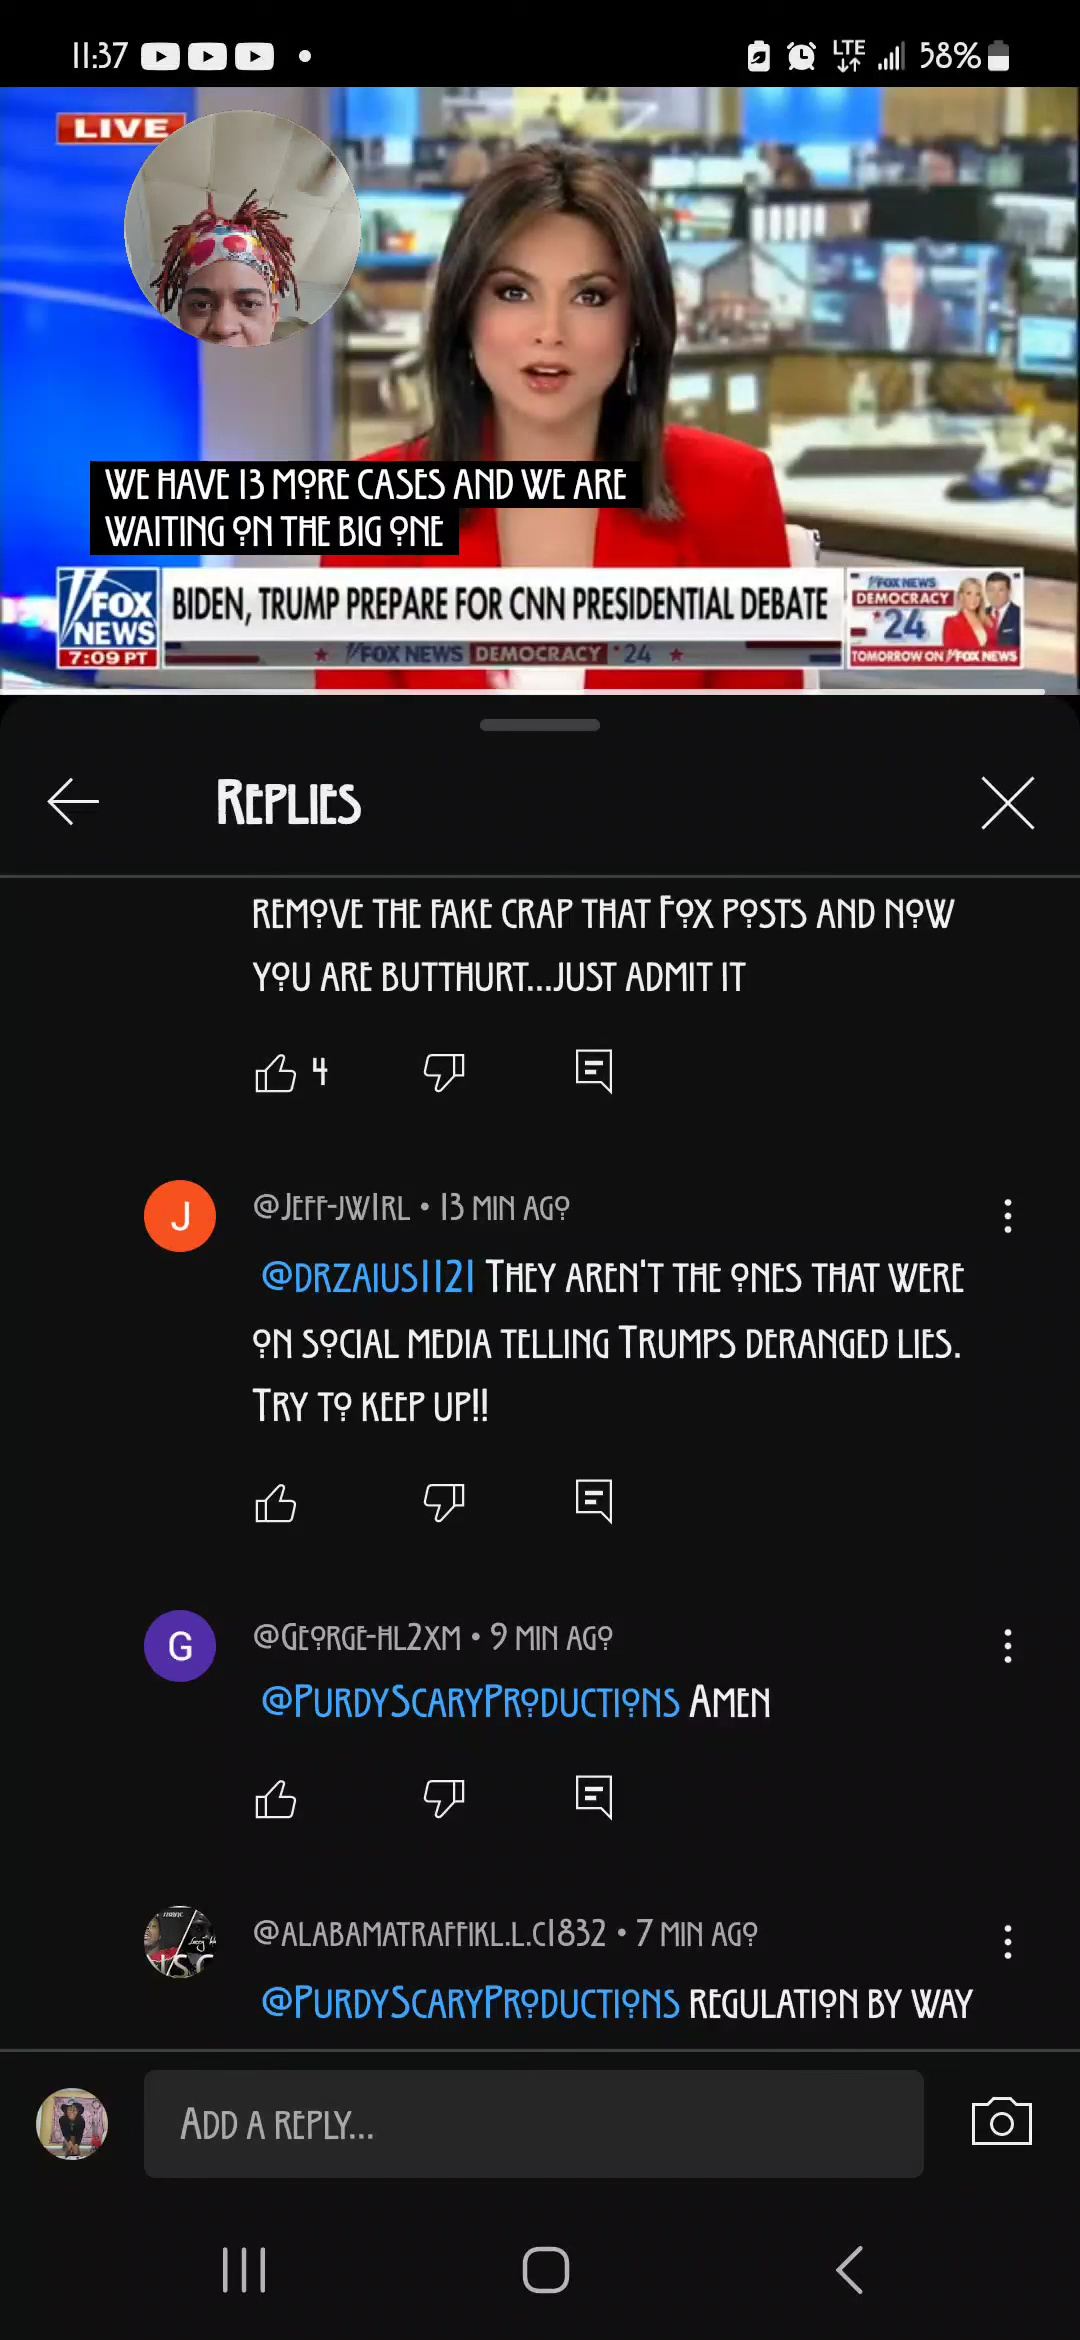 11:37
LTE 58%
LIVE
WE HAVE 13 MORE CASES AND WE ARE
WAITING ON THE BIG ONE
FOX
NEWS
7:09 PT
BIDEN, TRUMP PREPARE FOR CNN PRESIDENTIAL DEBATE
FOX NEWS DEMOCRACY '24
FOX NEWS
DEMOCRACY
'24
TOMORROW ON FOX NEWS
REPLIES
REMOVE THE FAKE CRAP THAT FOX POSTS AND NOW
YOU ARE BUTTHURT...JUST ADMIT IT
4
J
@JEFF-JW1RL • 13 MIN AGO
@DRZAIUS1121 THEY AREN'T THE ONES THAT WERE
ON SOCIAL MEDIA TELLING TRUMPS DERANGED LIES.
TRY TO KEEP UP!!
G
@GEORGE-HL2XM • 9 MIN AGO
@PURDYSCARYPRODUCTIONS AMEN
@ALABAMATRAFFIKL.L.C1832 • 7 MIN AGO
@PURDYSCARYPRODUCTIONS REGULATION BY WAY
ADD A REPLY...